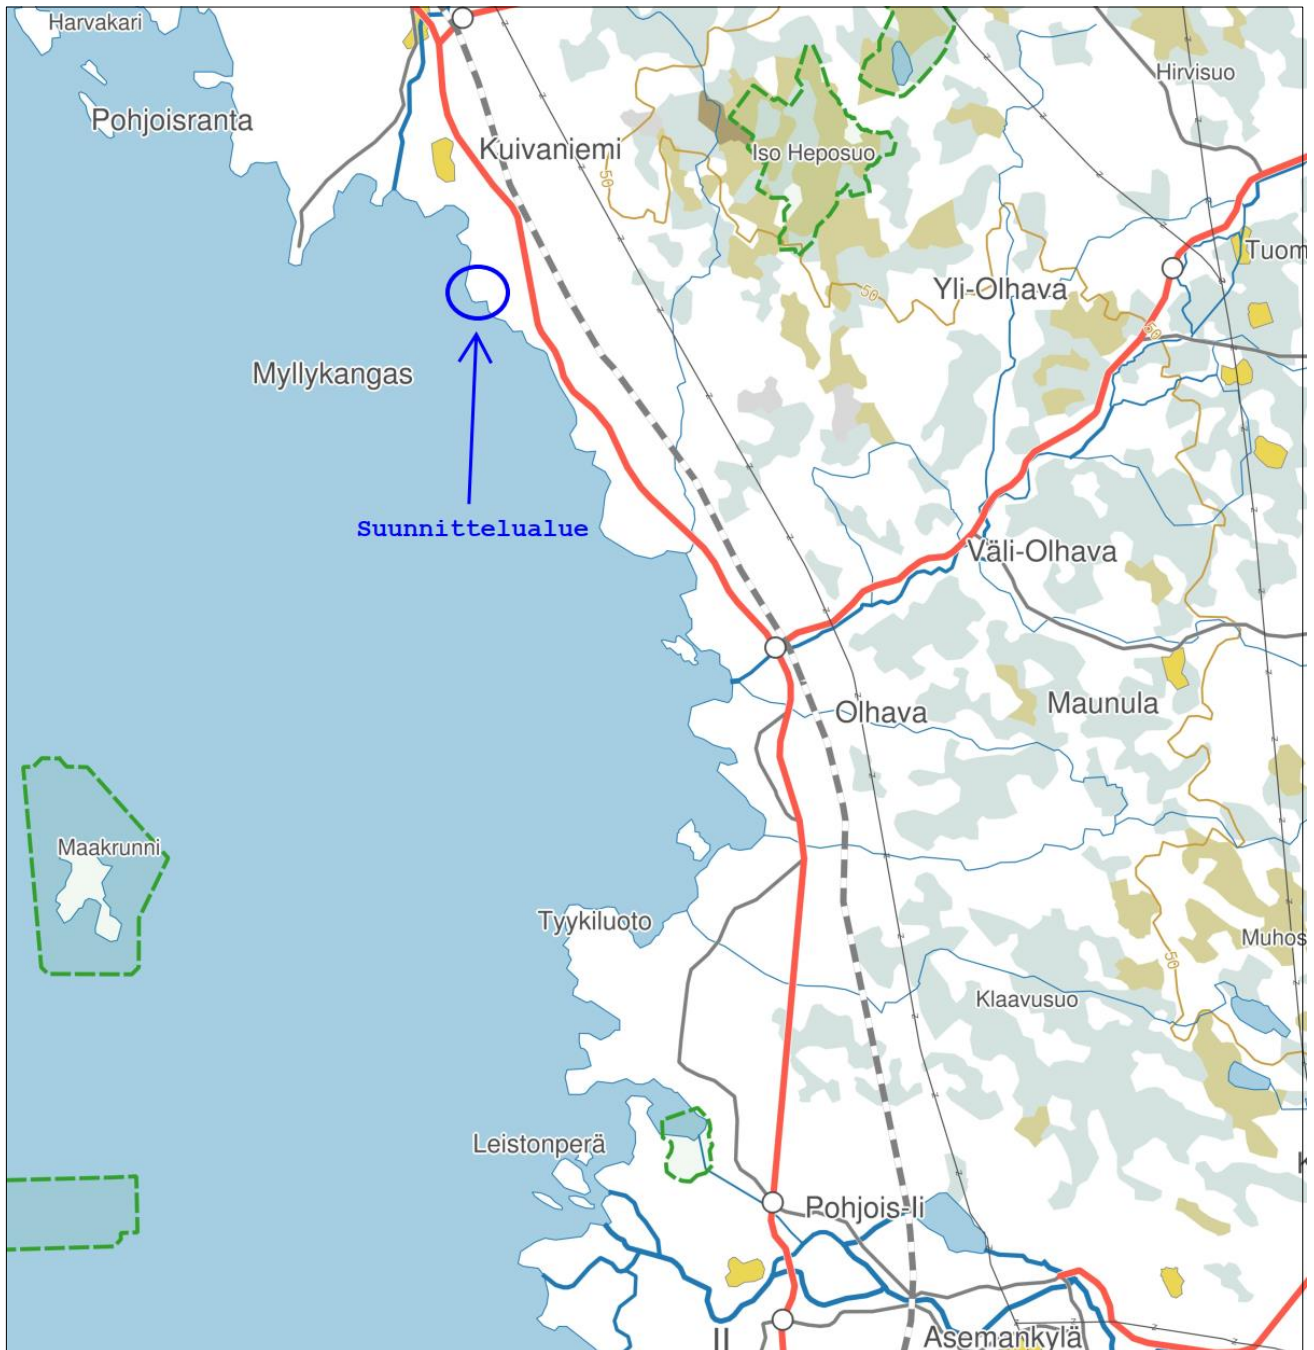 Harvakari
Hirvisuo
Pohjoisranta
Kuivaniemi
Iso Heposuo
50
Tuom
Yli-Olhava
50
50
Myllykangas
Suunnittelualue
Väli-Olhava
Maunula
Olhava
Maakrunni
Tyykiluoto
Muhos
50
Klaavusuo
Leistonperä
K
Pohjois-Ii
II
Asemankylä